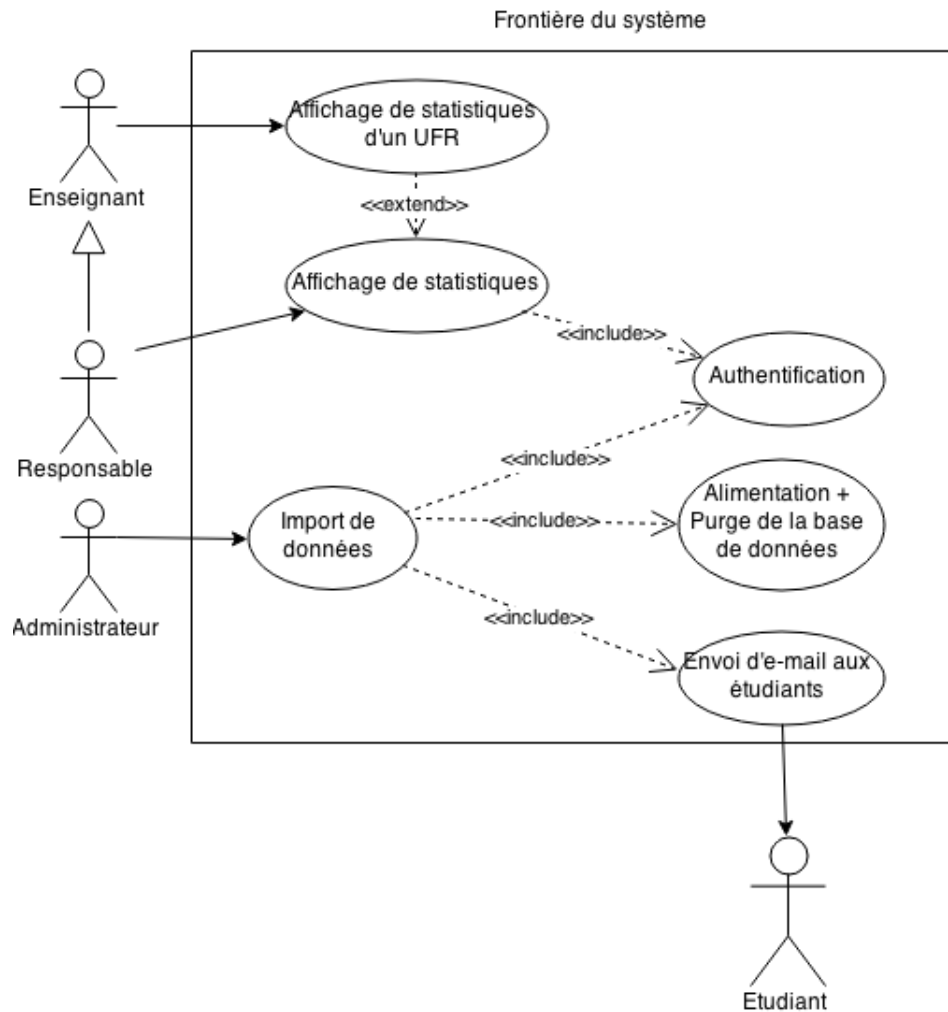 Frontière du système
Affichage de statistiques
d'un UFR
Enseignant
<<extend>>
Affichage de statistiques
<<include>>
Authentification
Responsable
<<include>>
Import de
données
<<include>>
Alimentation +
Purge de la base
de données
Administrateur
<<include>>
Envoi d'e-mail aux
étudiants
Etudiant